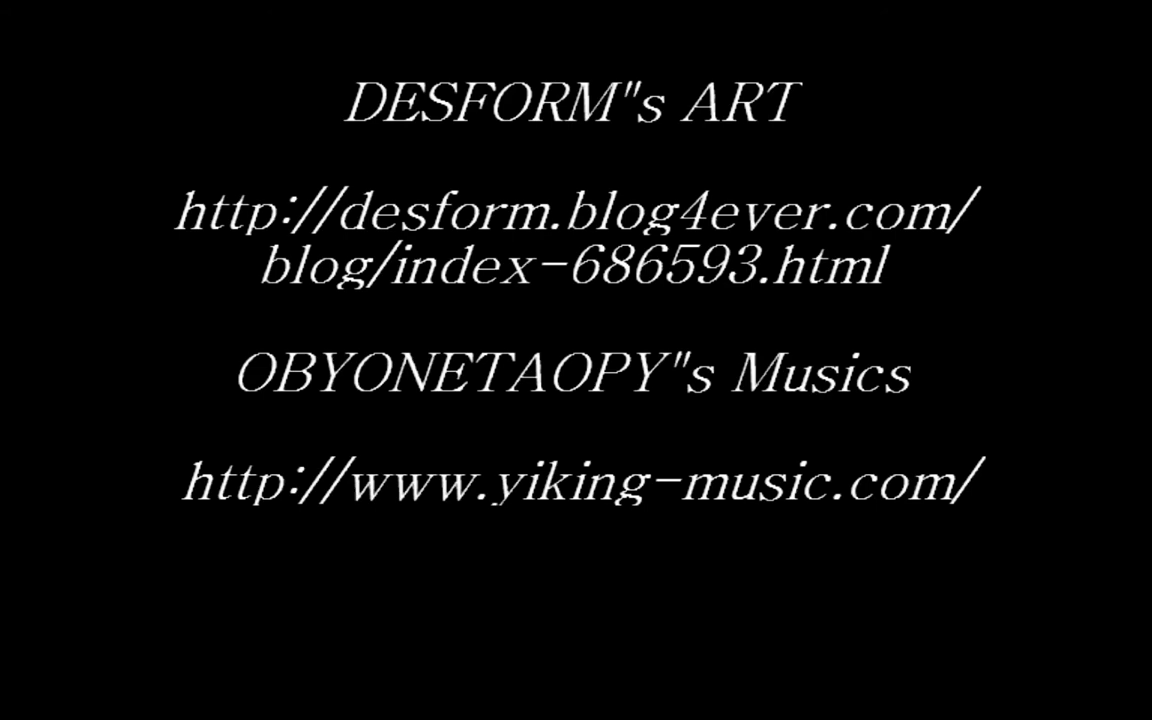 DESFORM"s ART
http://desform.blog4ever.com/
blog/index-686593.html
OBYONETAOPY"s Musics
http://www.yiking-music.com/